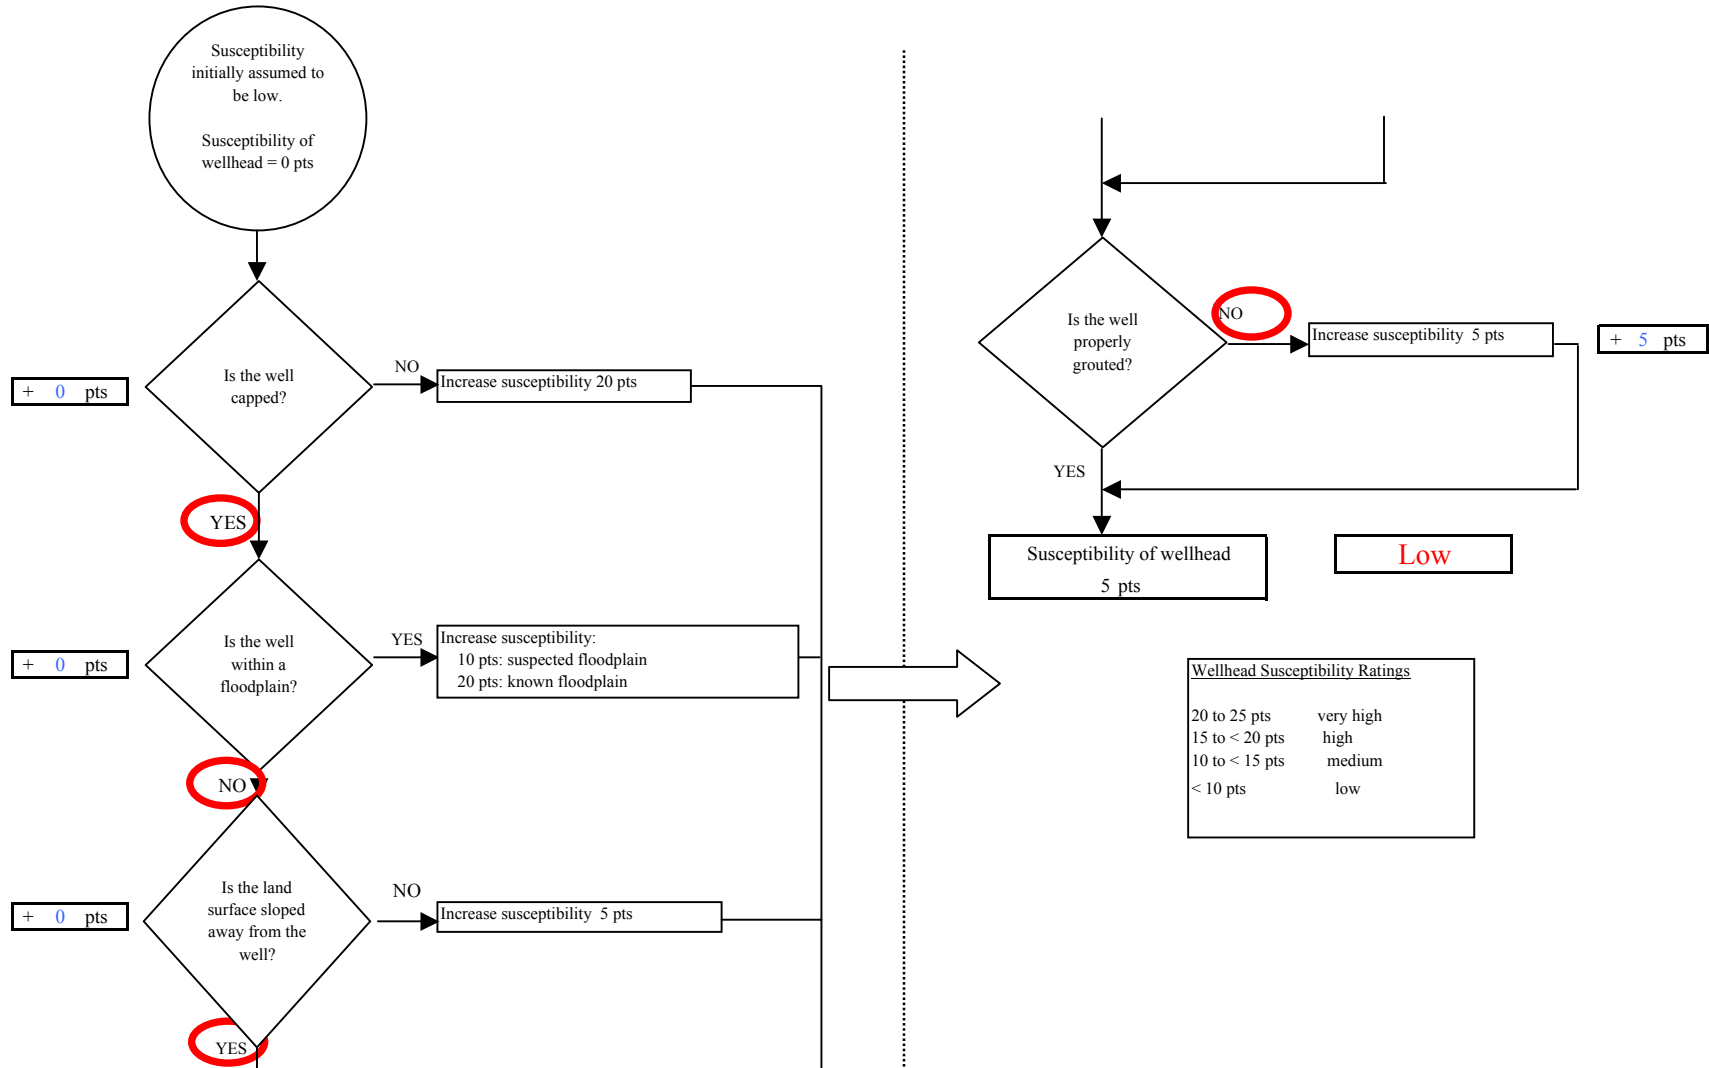 Susceptibility
initially assumed to
be low.
Susceptibility of
wellhead = 0 pts
Is the well
capped?
NO
Increase susceptibility 20 pts
+ 0 pts
YES
Is the well
within a
floodplain?
YES
Increase susceptibility:
10 pts: suspected floodplain
20 pts: known floodplain
+ 0 pts
NO
Is the land
surface sloped
away from the
well?
NO
Increase susceptibility 5 pts
+ 0 pts
YES
Is the well
properly
grouted?
NO
Increase susceptibility 5 pts
+ 5 pts
YES
Susceptibility of wellhead
5 pts
Low
Wellhead Susceptibility Ratings
20 to 25 pts very high
15 to < 20 pts high
10 to < 15 pts medium
< 10 pts low